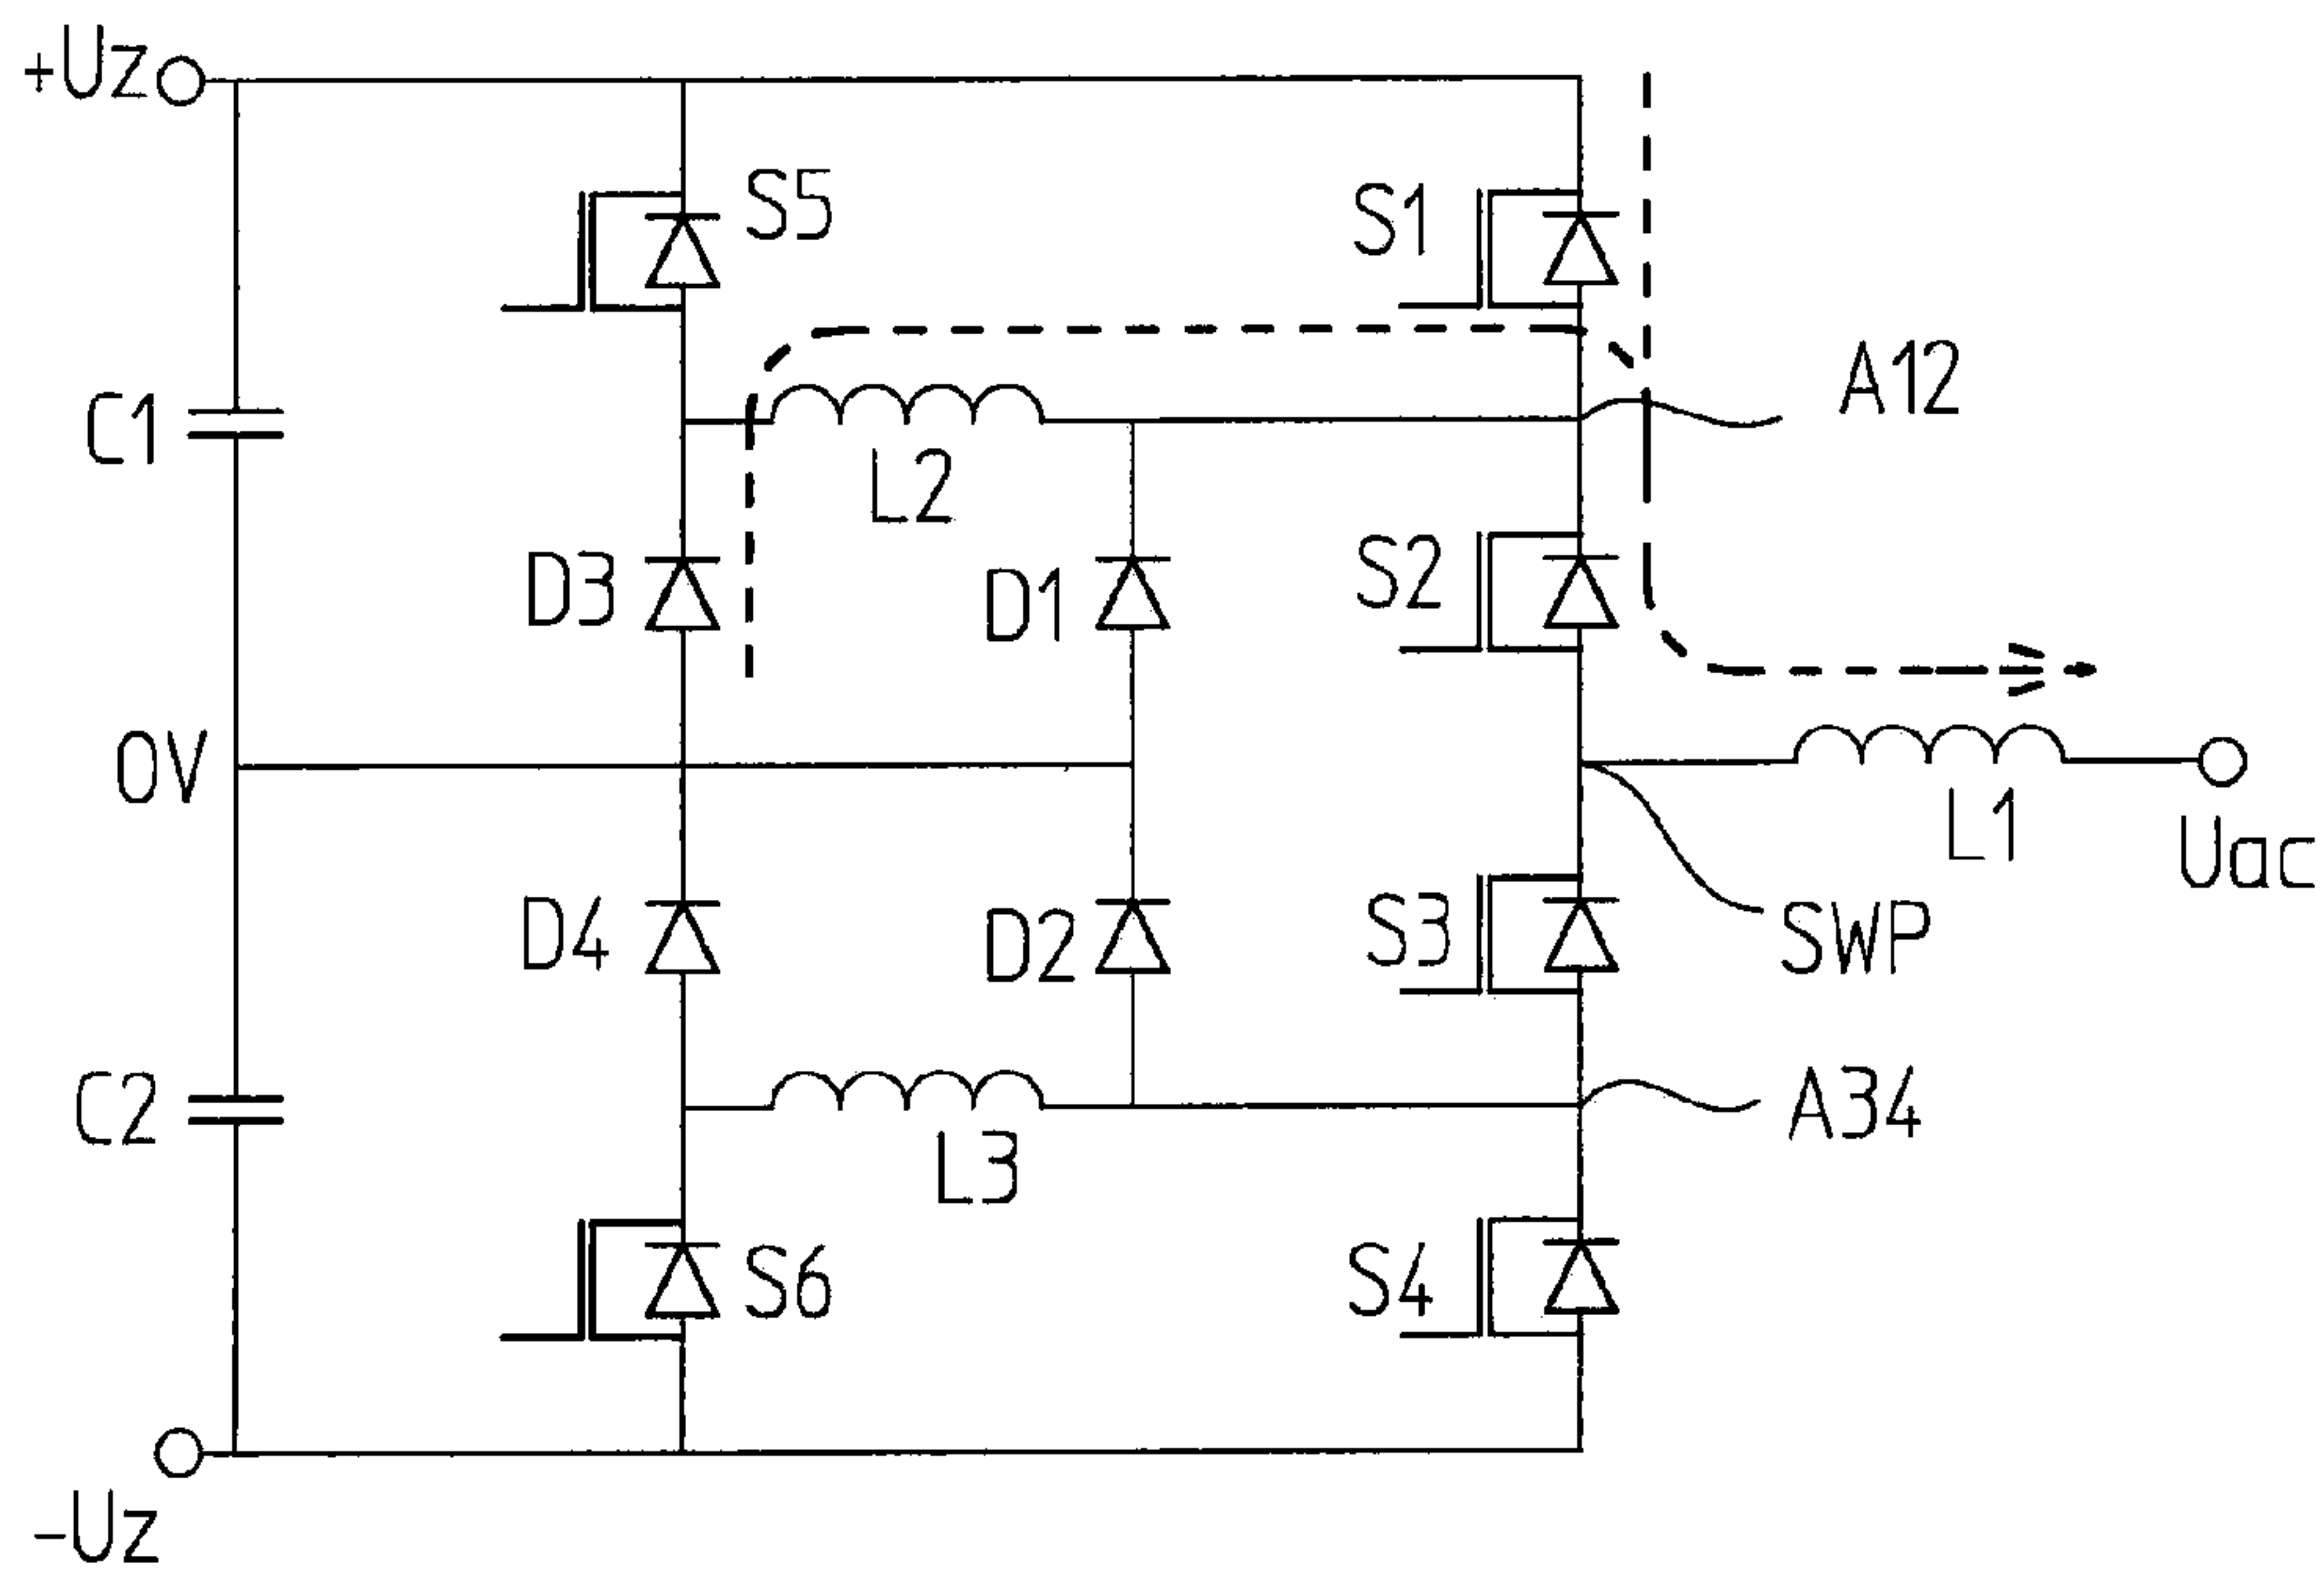 +Uz
S5
S1
A12
C1
L2
D3
D1
S2
0V
L1
Uac
D4
D2
S3
SWP
C2
A34
L3
S6
S4
-Uz